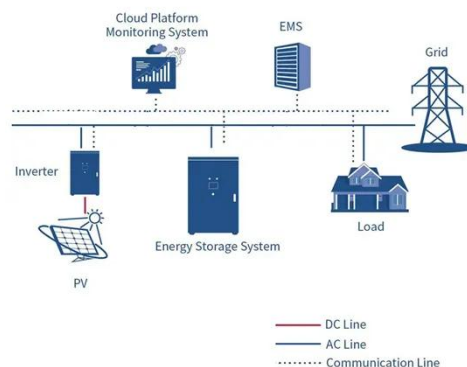 Cloud Platform
Monitoring System
EMS
Grid
Inverter
Energy Storage System
Load
PV
DC Line
AC Line
Communication Line